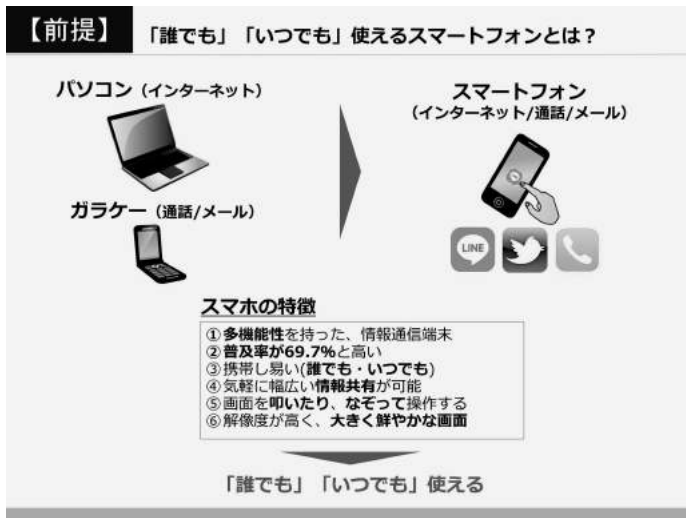 【前提】 「誰でも」「いつでも」使えるスマートフォンとは？
パソコン（インターネット）
ガラケー（通話/メール）
スマートフォン
（インターネット/通話/メール）
LINE
スマホの特徴
①多機能性を持った、情報通信端末
②普及率が69.7%と高い
③携帯し易い(誰でも・いつでも)
④気軽に幅広い情報共有が可能
⑤画面を叩いたり、なぞって操作する
⑥解像度が高く、大きく鮮やかな画面
「誰でも」「いつでも」使える